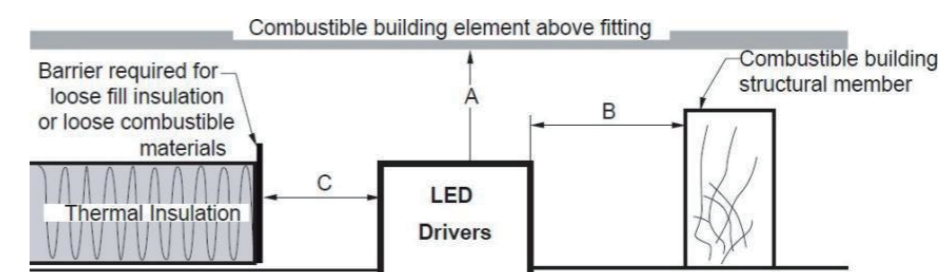 Combustible building element above fitting
Barrier required for
loose fill insulation
or loose combustible
materials
A
B
Combustible building
structural member
C
Thermal Insulation
LED
Drivers